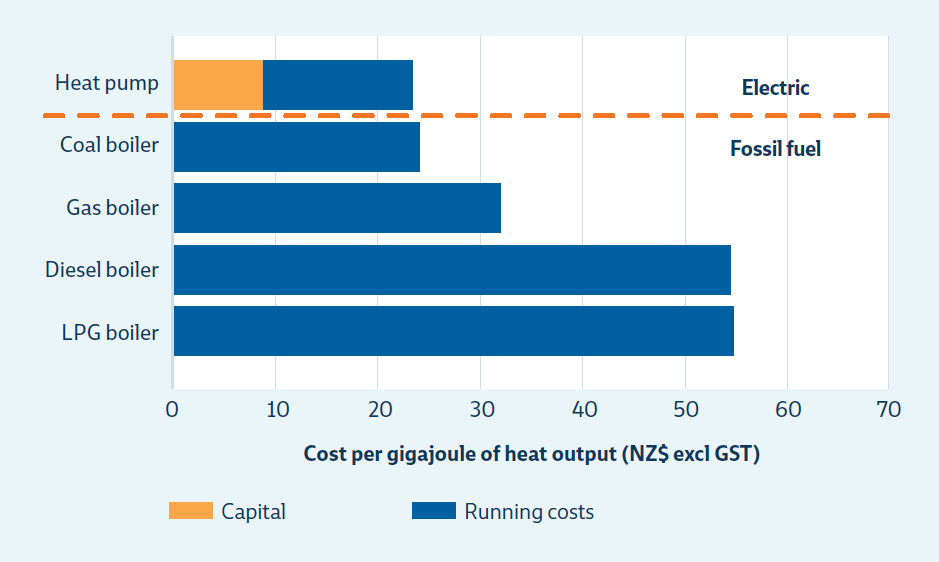 Heat pump
Electric
Coal boiler
Fossil fuel
Gas boiler
Diesel boiler
LPG boiler
0 10 20 30 40 50 60 70
Cost per gigajoule of heat output (NZ$ excl GST)
Capital Running costs